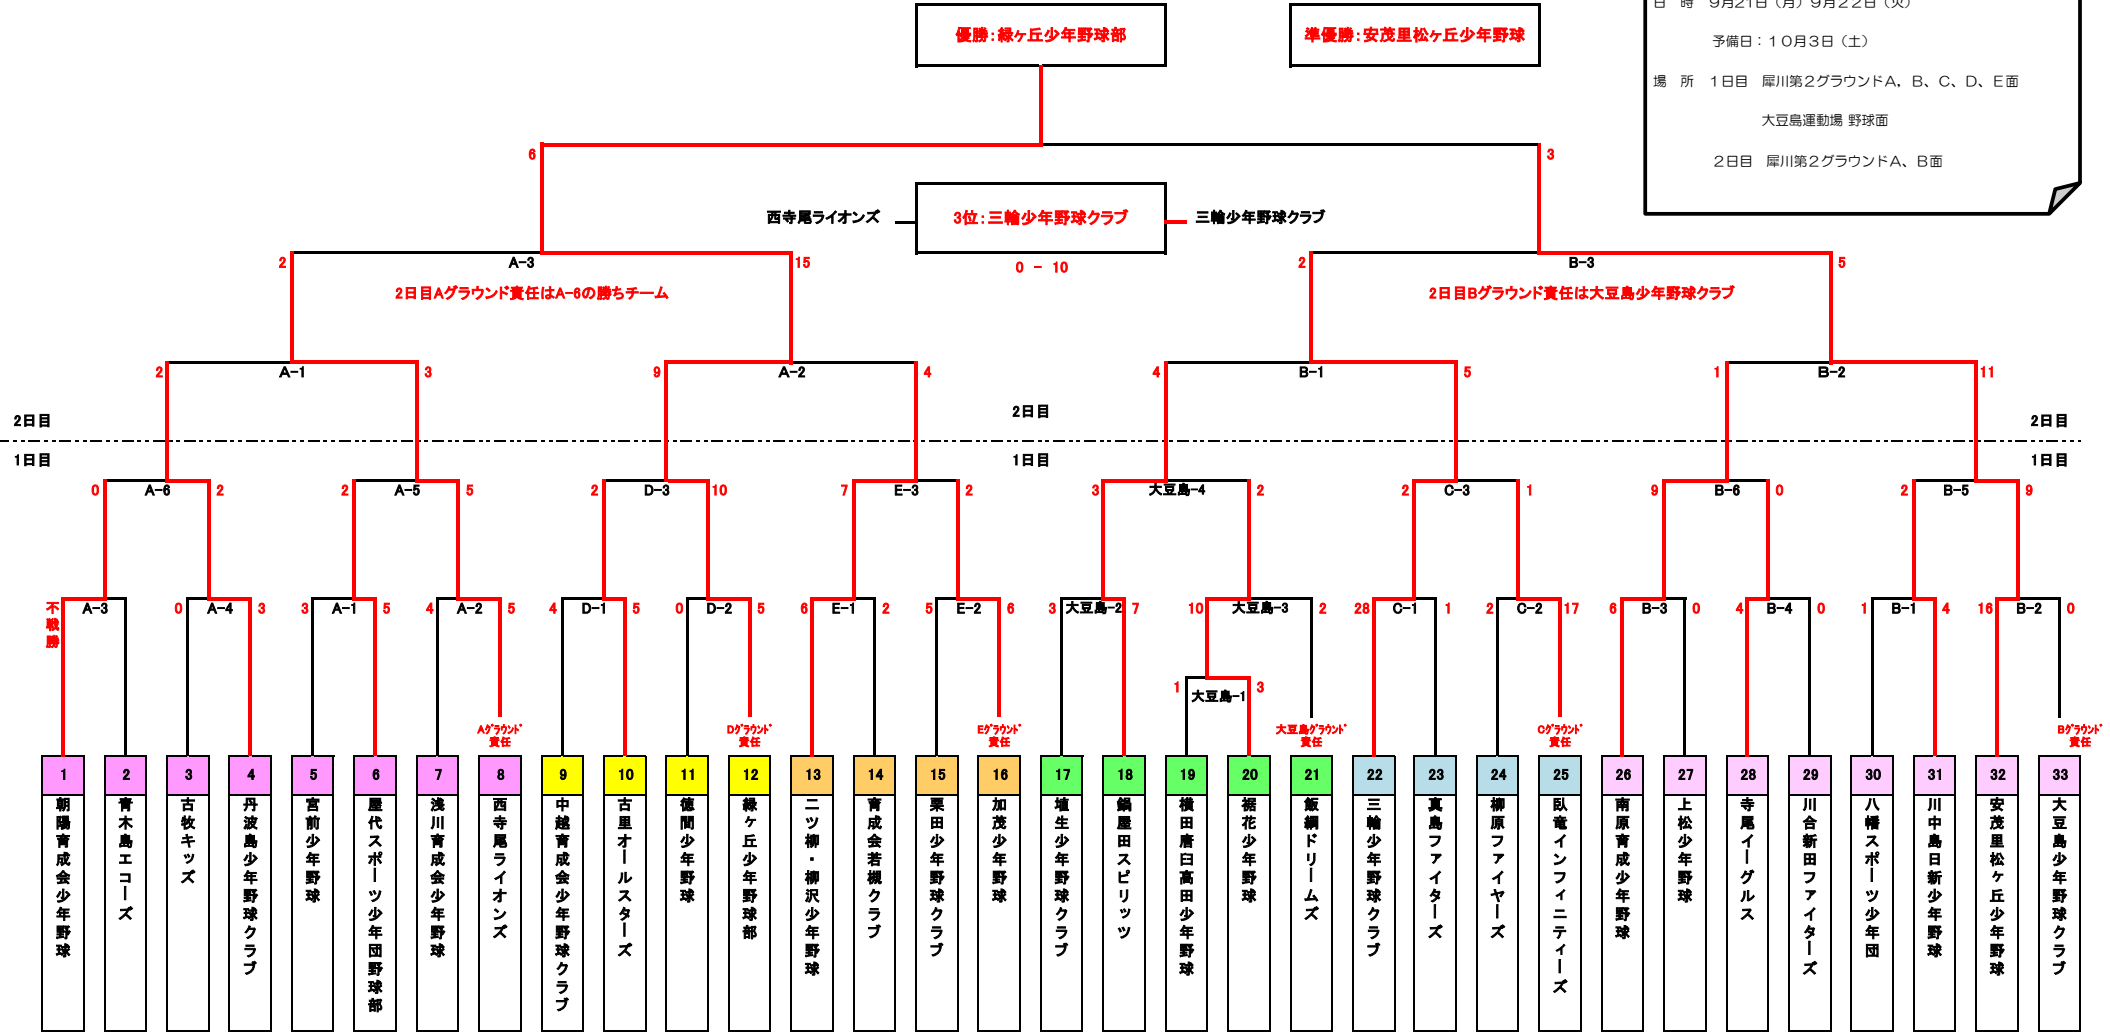 日　時　9月21日（月）9月22日（火）
優勝：緑ヶ丘少年野球部
準優勝：安茂里松ヶ丘少年野球
予備日：１０月３日（土）
場　所　1日目　犀川第２グラウンドＡ，Ｂ、Ｃ、Ｄ、Ｅ面
大豆島運動場 野球面
２日目　犀川第２グラウンドＡ、Ｂ面
6
3
西寺尾ライオンズ
3位：三輪少年野球クラブ
三輪少年野球クラブ
0 － 10
2
A-3
15
2
B-3
5
2日目Aグラウンド責任はA-6の勝ちチーム
2日目Bグラウンド責任は大豆島少年野球クラブ
2
A-1
3
9
A-2
4
4
B-1
5
1
B-2
11
2日目
2日目
2日目
1日目
1日目
1日目
0
A-6
2
2
A-5
5
2
D-3
10
7
E-3
2
3
大豆島-4
2
2
C-3
1
9
B-6
0
2
B-5
9
不戦勝
A-3
0
A-4
3
3
A-1
5
4
A-2
5
4
D-1
5
0
D-2
5
6
E-1
2
5
E-2
6
3
大豆島-2
7
10
大豆島-3
2
28
C-1
1
2
C-2
17
6
B-3
0
4
B-4
0
1
B-1
4
16
B-2
0
1
大豆島-1
3
Aグラウンド
責任
Dグラウンド
責任
Eグラウンド
責任
大豆島グラウンド
責任
Cグラウンド
責任
Bグラウンド
責任
1
朝陽育成会少年野球
2
青木島エコーズ
3
古牧キッズ
4
丹波島少年野球クラブ
5
宮前少年野球
6
屋代スポーツ少年団野球部
7
浅川育成会少年野球
8
西寺尾ライオンズ
9
中越育成会少年野球クラブ
10
古里オールスターズ
11
徳間少年野球
12
緑ヶ丘少年野球部
13
二ツ柳・柳沢少年野球
14
育成会若槻クラブ
15
栗田少年野球クラブ
16
加茂少年野球
17
埴生少年野球クラブ
18
鍋屋田スピリッツ
19
横田唐臼高田少年野球
20
裾花少年野球
21
飯綱ドリームズ
22
三輪少年野球クラブ
23
真島ファイターズ
24
柳原ファイヤーズ
25
臥竜インフィニティーズ
26
南原育成少年野球
27
上松少年野球
28
寺尾イーグルス
29
川合新田ファイターズ
30
八幡スポーツ少年団
31
川中島日新少年野球
32
安茂里松ケ丘少年野球
33
大豆島少年野球クラブ